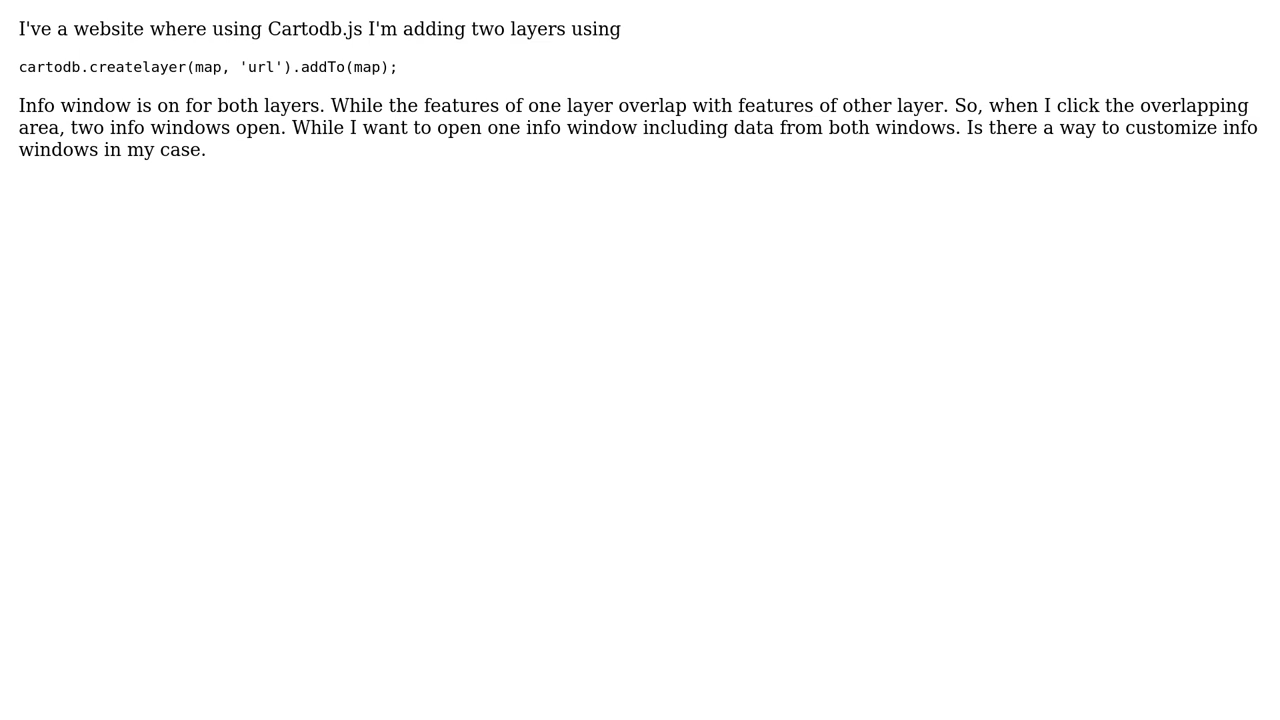 I've a website where using Cartodb.js I'm adding two layers using
cartodb.createlayer(map, 'url').addTo(map);
Info window is on for both layers. While the features of one layer overlap with features of other layer. So, when I click the overlapping
area, two info windows open. While I want to open one info window including data from both windows. Is there a way to customize info
windows in my case.